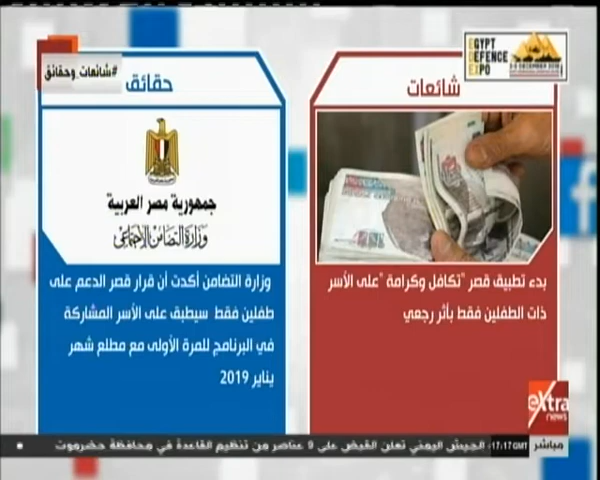 #شائعات_وحقائق
EGYPT
DEFENCE
EXPO
شائعات
بدء تطبيق قصر "تكافل وكرامة "على الأسر
ذات الطفلين فقط بأثر رجعي
حقائق
جمهورية مصر العربية
وزارة التضامن الإجتماعى
وزارة التضامن أكدت أن قرار قصر الدعم على
طفلين فقط سيطبق على الأسر المشاركة
في البرنامج للمرة الأولى مع مطلع شهر
يناير 2019
eXtra
news
مباشر
17:17 GMT الجيش اليمني تعلن القبض على 9 عناصر من تنظيم القاعدة في محافظة حضرموت